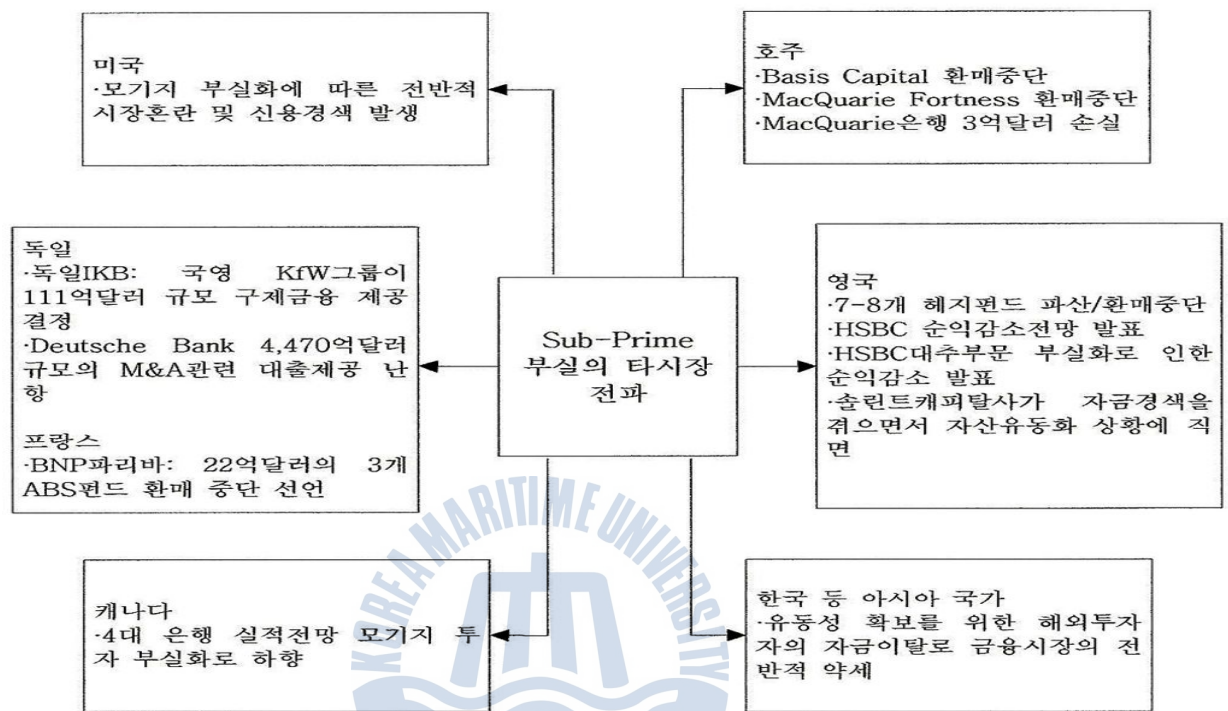 미국
·모기지 부실화에 따른 전반적
시장혼란 및 신용경색 발생
호주
·Basis Capital 환매중단
·MacQuarie Fortness 환매중단
·MacQuarie은행 3억달러 손실
독일
·독일IKB: 국영 KfW그룹이
111억달러 규모 구제금융 제공
결정
·Deutsche Bank 4,470억달러
규모의 M&A관련 대출제공 난
항
프랑스
·BNP파리바: 22억달러의 3개
ABS펀드 환매 중단 선언
Sub-Prime
부실의 타시장
전파
영국
·7-8개 헤지펀드 파산/환매중단
·HSBC 순익감소전망 발표
·HSBC대추부문 부실화로 인한
순익감소 발표
·솔린트캐피탈사가 자금경색을
겪으면서 자산유동화 상황에 직
면
캐나다
·4대 은행 실적전망 모기지 투
자 부실화로 하향
한국 등 아시아 국가
·유동성 확보를 위한 해외투자
자의 자금이탈로 금융시장의 전
반적 약세
KOREA MARITIME UNIVERSITY